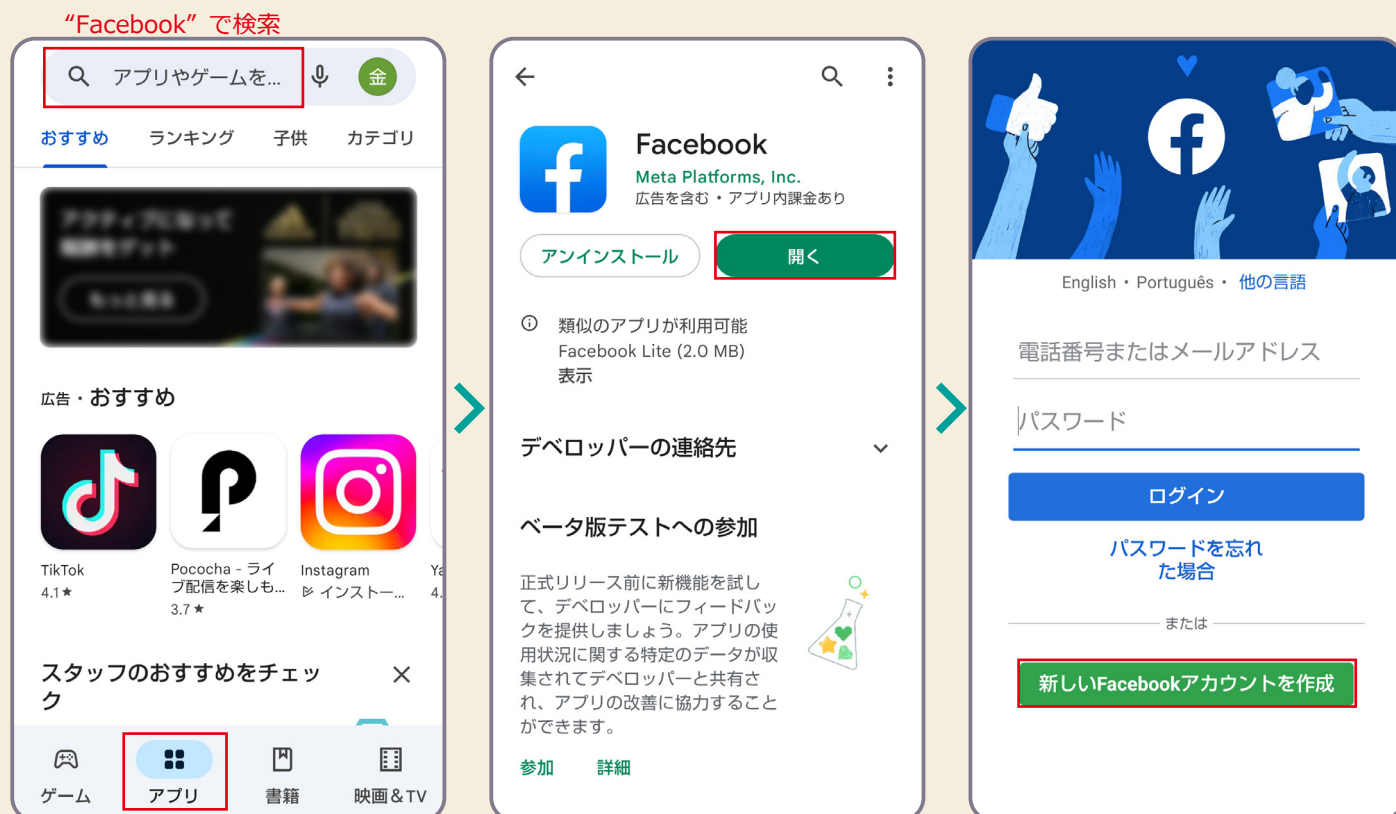 “Facebook” で検索
アプリやゲームを...
金
おすすめ
ランキング
子供
カテゴリ
広告・おすすめ
TikTok
4.1★
Pococha - ライ
ブ配信を楽しも...
3.7★
Instagram
インストー...
Ya
4.
スタッフのおすすめをチェッ
ク
ゲーム
アプリ
書籍
映画&TV
Facebook
Meta Platforms, Inc.
広告を含む・アプリ内課金あり
アンインストール
開く
類似のアプリが利用可能
Facebook Lite (2.0 MB)
表示
デベロッパーの連絡先
ベータ版テストへの参加
正式リリース前に新機能を試し
て、デベロッパーにフィードバッ
クを提供しましょう。アプリの使
用状況に関する特定のデータが収
集されてデベロッパーと共有さ
れ、アプリの改善に協力すること
ができます。
参加
詳細
English・Português・他の言語
電話番号またはメールアドレス
パスワード
ログイン
パスワードを忘れ
た場合
または
新しいFacebookアカウントを作成